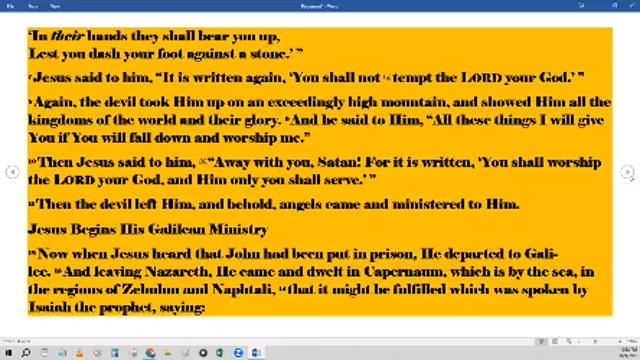 'In their hands they shall bear you up,
Lest you dash your foot against a stone.' ”
Jesus said to him, “It is written again, 'You shall not tempt the LORD your God.' ”
Again, the devil took Him up on an exceedingly high mountain, and showed Him all the
kingdoms of the world and their glory. And he said to Him, “All these things I will give
You if You will fall down and worship me.”
Then Jesus said to him, “Away with you, Satan! For it is written, 'You shall worship
the LORD your God, and Him only you shall serve.' ”
Then the devil left Him, and behold, angels came and ministered to Him.
Jesus Begins His Galilean Ministry
Now when Jesus heard that John had been put in prison, He departed to Gali-
lee. And leaving Nazareth, He came and dwelt in Capernaum, which is by the sea, in
the regions of Zebulun and Naphtali, that it might be fulfilled which was spoken by
Isaiah the prophet, saying: